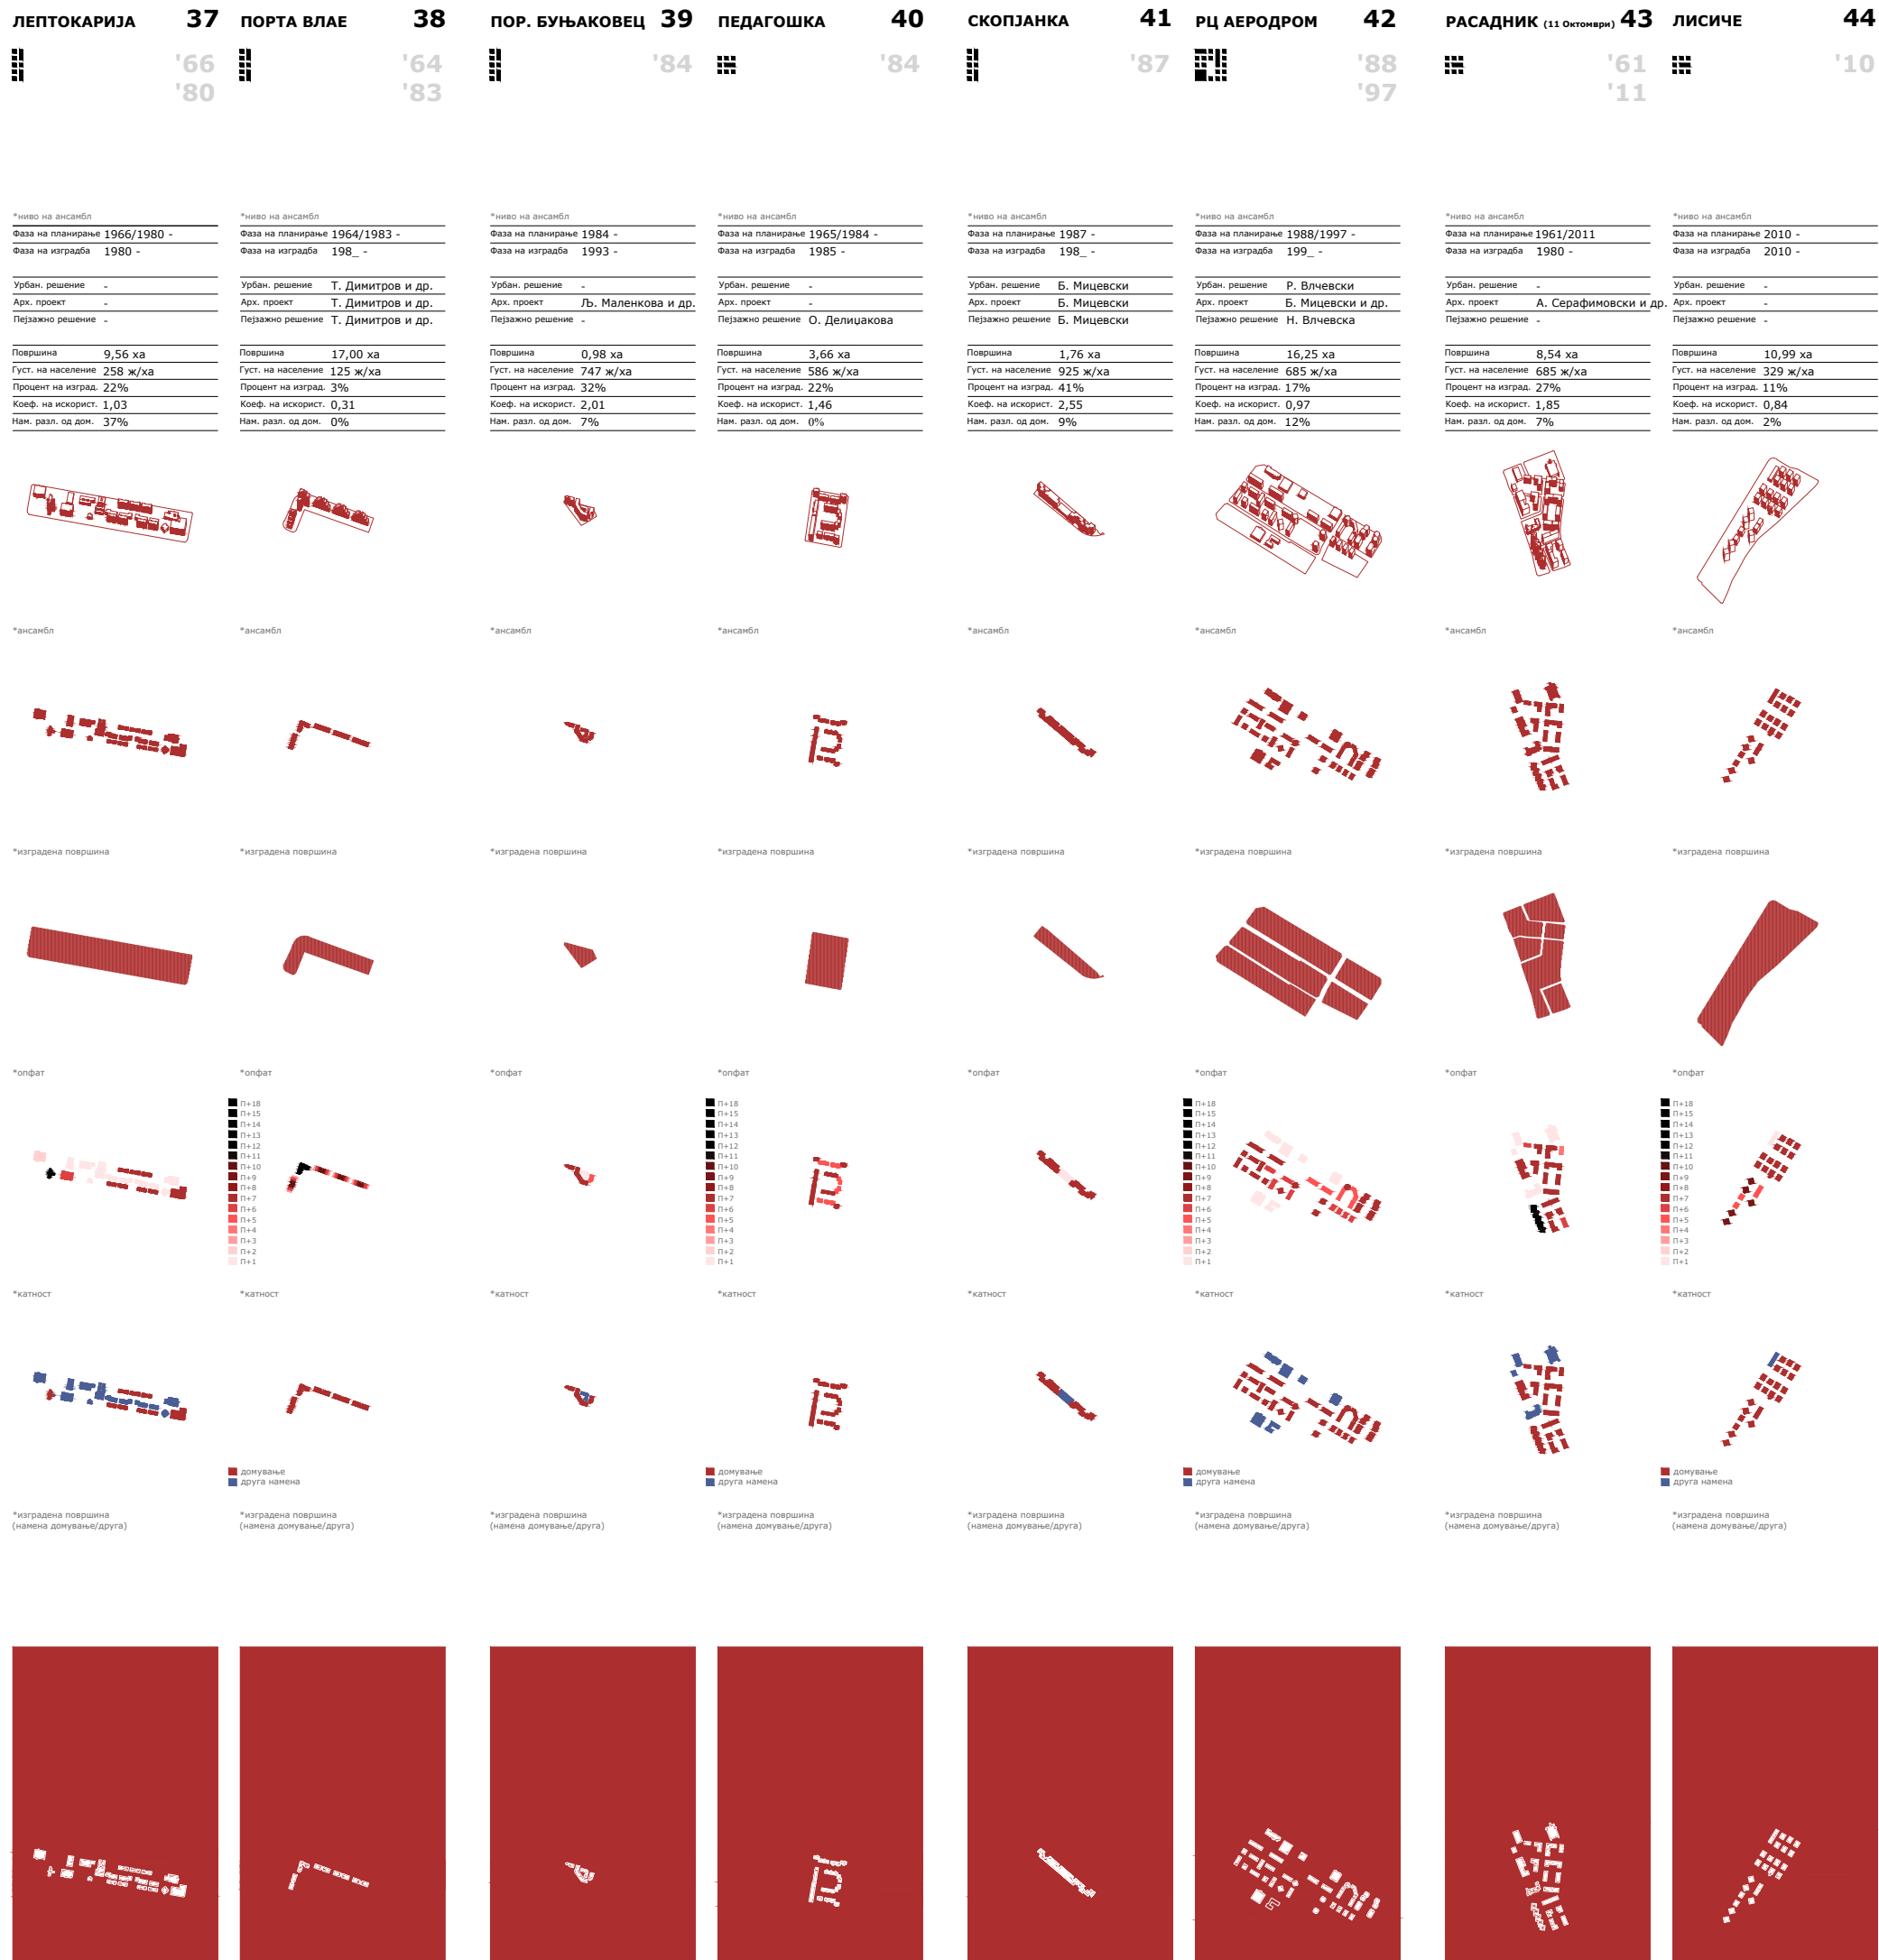 ЛЕПТОКАРИЈА 37
'66
'80
*ниво на ансамбл
Фаза на планирање 1966/1980 -
Фаза на изградба 1980 -
Урбан. решение -
Арх. проект -
Пејзажно решение -
Површина 9,56 ха
Густ. на население 258 ж/ха
Процент на изград. 22%
Коеф. на искорист. 1,03
Нам. разл. од дом. 37%
*ансамбл
*изградена површина
*опфат
*катност
*изградена површина
(намена домување/друга)
ПОРТА ВЛАЕ 38
'64
'83
*ниво на ансамбл
Фаза на планирање 1964/1983 -
Фаза на изградба 198_ -
Урбан. решение Т. Димитров и др.
Арх. проект Т. Димитров и др.
Пејзажно решение Т. Димитров и др.
Површина 17,00 ха
Густ. на население 125 ж/ха
Процент на изград. 3%
Коеф. на искорист. 0,31
Нам. разл. од дом. 0%
*ансамбл
*изградена површина
*опфат
П+18
П+15
П+14
П+13
П+12
П+11
П+10
П+9
П+8
П+7
П+6
П+5
П+4
П+3
П+2
П+1
*катност
домување
друга намена
*изградена површина
(намена домување/друга)
ПОР. БУЊАКОВЕЦ 39
'84
*ниво на ансамбл
Фаза на планирање 1984 -
Фаза на изградба 1993 -
Урбан. решение -
Арх. проект Љ. Маленкова и др.
Пејзажно решение -
Површина 0,98 ха
Густ. на население 747 ж/ха
Процент на изград. 32%
Коеф. на искорист. 2,01
Нам. разл. од дом. 7%
*ансамбл
*изградена површина
*опфат
*катност
*изградена површина
(намена домување/друга)
ПЕДАГОШКА 40
'84
*ниво на ансамбл
Фаза на планирање 1965/1984 -
Фаза на изградба 1985 -
Урбан. решение -
Арх. проект -
Пејзажно решение О. Делиџакова
Површина 3,66 ха
Густ. на население 586 ж/ха
Процент на изград. 22%
Коеф. на искорист. 1,46
Нам. разл. од дом. 0%
*ансамбл
*изградена површина
*опфат
П+18
П+15
П+14
П+13
П+12
П+11
П+10
П+9
П+8
П+7
П+6
П+5
П+4
П+3
П+2
П+1
*катност
домување
друга намена
*изградена површина
(намена домување/друга)
СКОПЈАНКА 41
'87
*ниво на ансамбл
Фаза на планирање 1987 -
Фаза на изградба 198_ -
Урбан. решение Б. Мицевски
Арх. проект Б. Мицевски
Пејзажно решение Б. Мицевски
Површина 1,76 ха
Густ. на население 925 ж/ха
Процент на изград. 41%
Коеф. на искорист. 2,55
Нам. разл. од дом. 9%
*ансамбл
*изградена површина
*опфат
*катност
*изградена површина
(намена домување/друга)
РЦ АЕРОДРОМ 42
'88
'97
*ниво на ансамбл
Фаза на планирање 1988/1997 -
Фаза на изградба 199_ -
Урбан. решение Р. Влчевски
Арх. проект Б. Мицевски и др.
Пејзажно решение Н. Влчевска
Површина 16,25 ха
Густ. на население 685 ж/ха
Процент на изград. 17%
Коеф. на искорист. 0,97
Нам. разл. од дом. 12%
*ансамбл
*изградена површина
*опфат
П+18
П+15
П+14
П+13
П+12
П+11
П+10
П+9
П+8
П+7
П+6
П+5
П+4
П+3
П+2
П+1
*катност
домување
друга намена
*изградена површина
(намена домување/друга)
РАСАДНИК (11 Октомври) 43
'61
'11
*ниво на ансамбл
Фаза на планирање 1961/2011
Фаза на изградба 1980 -
Урбан. решение -
Арх. проект А. Серафимовски и др.
Пејзажно решение -
Површина 8,54 ха
Густ. на население 685 ж/ха
Процент на изград. 27%
Коеф. на искорист. 1,85
Нам. разл. од дом. 7%
*ансамбл
*изградена површина
*опфат
*катност
*изградена површина
(намена домување/друга)
ЛИСИЧЕ 44
'10
*ниво на ансамбл
Фаза на планирање 2010 -
Фаза на изградба 2010 -
Урбан. решение -
Арх. проект -
Пејзажно решение -
Површина 10,99 ха
Густ. на население 329 ж/ха
Процент на изград. 11%
Коеф. на искорист. 0,84
Нам. разл. од дом. 2%
*ансамбл
*изградена површина
*опфат
П+18
П+15
П+14
П+13
П+12
П+11
П+10
П+9
П+8
П+7
П+6
П+5
П+4
П+3
П+2
П+1
*катност
домување
друга намена
*изградена површина
(намена домување/друга)